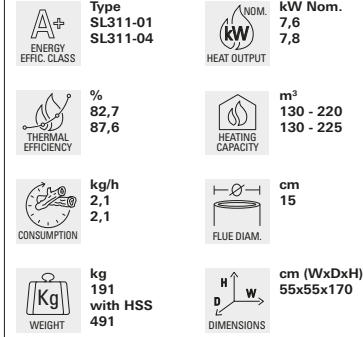 A+
ENERGY
EFFIC. CLASS
Type
SL311-01
SL311-04
NOM.
kW
HEAT OUTPUT
kW Nom.
7,6
7,8
THERMAL
EFFICIENCY
%
82,7
87,6
HEATING
CAPACITY
m³
130 - 220
130 - 225
CONSUMPTION
kg/h
2,1
2,1
Ø
FLUE DIAM.
cm
15
Kg
WEIGHT
kg
191
with HSS
491
H
W
D
DIMENSIONS
cm (WxDxH)
55x55x170